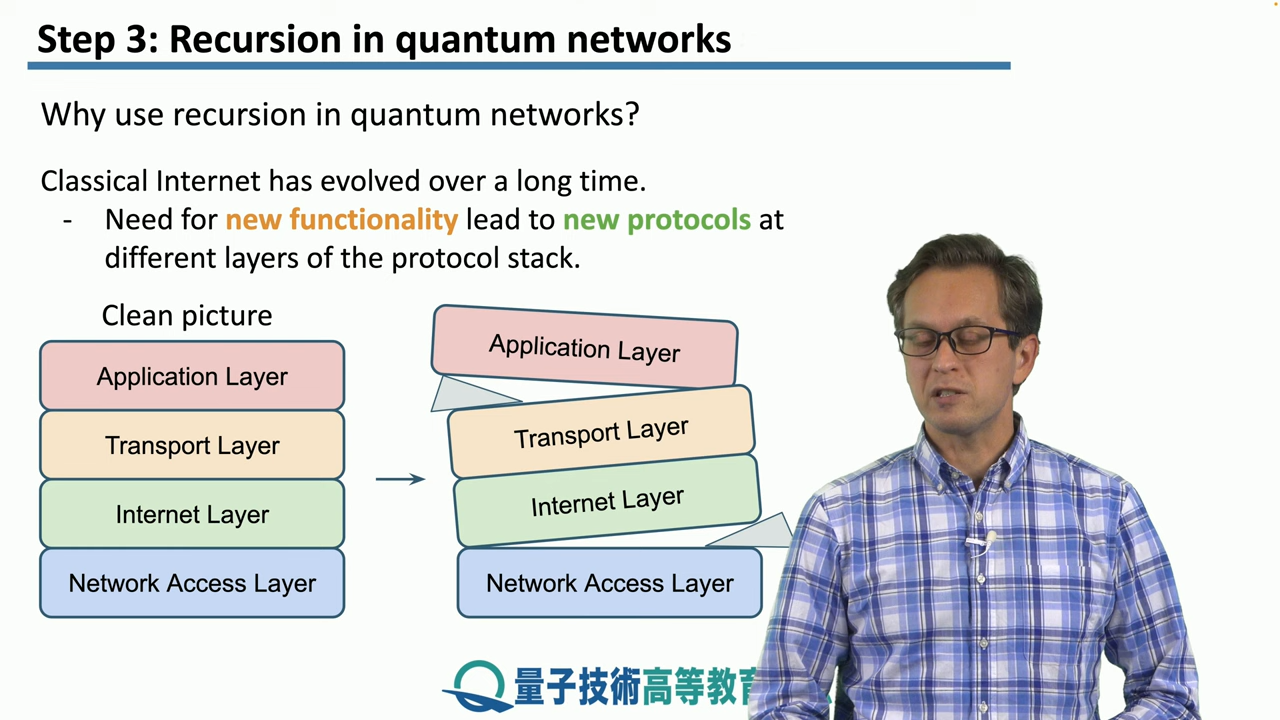 Step 3: Recursion in quantum networks
Why use recursion in quantum networks?
Classical Internet has evolved over a long time.
- Need for new functionality lead to new protocols at
different layers of the protocol stack.
Clean picture
Application Layer
Transport Layer
Internet Layer
Network Access Layer
Application Layer
Transport Layer
Internet Layer
Network Access Layer
量子技術高等教育